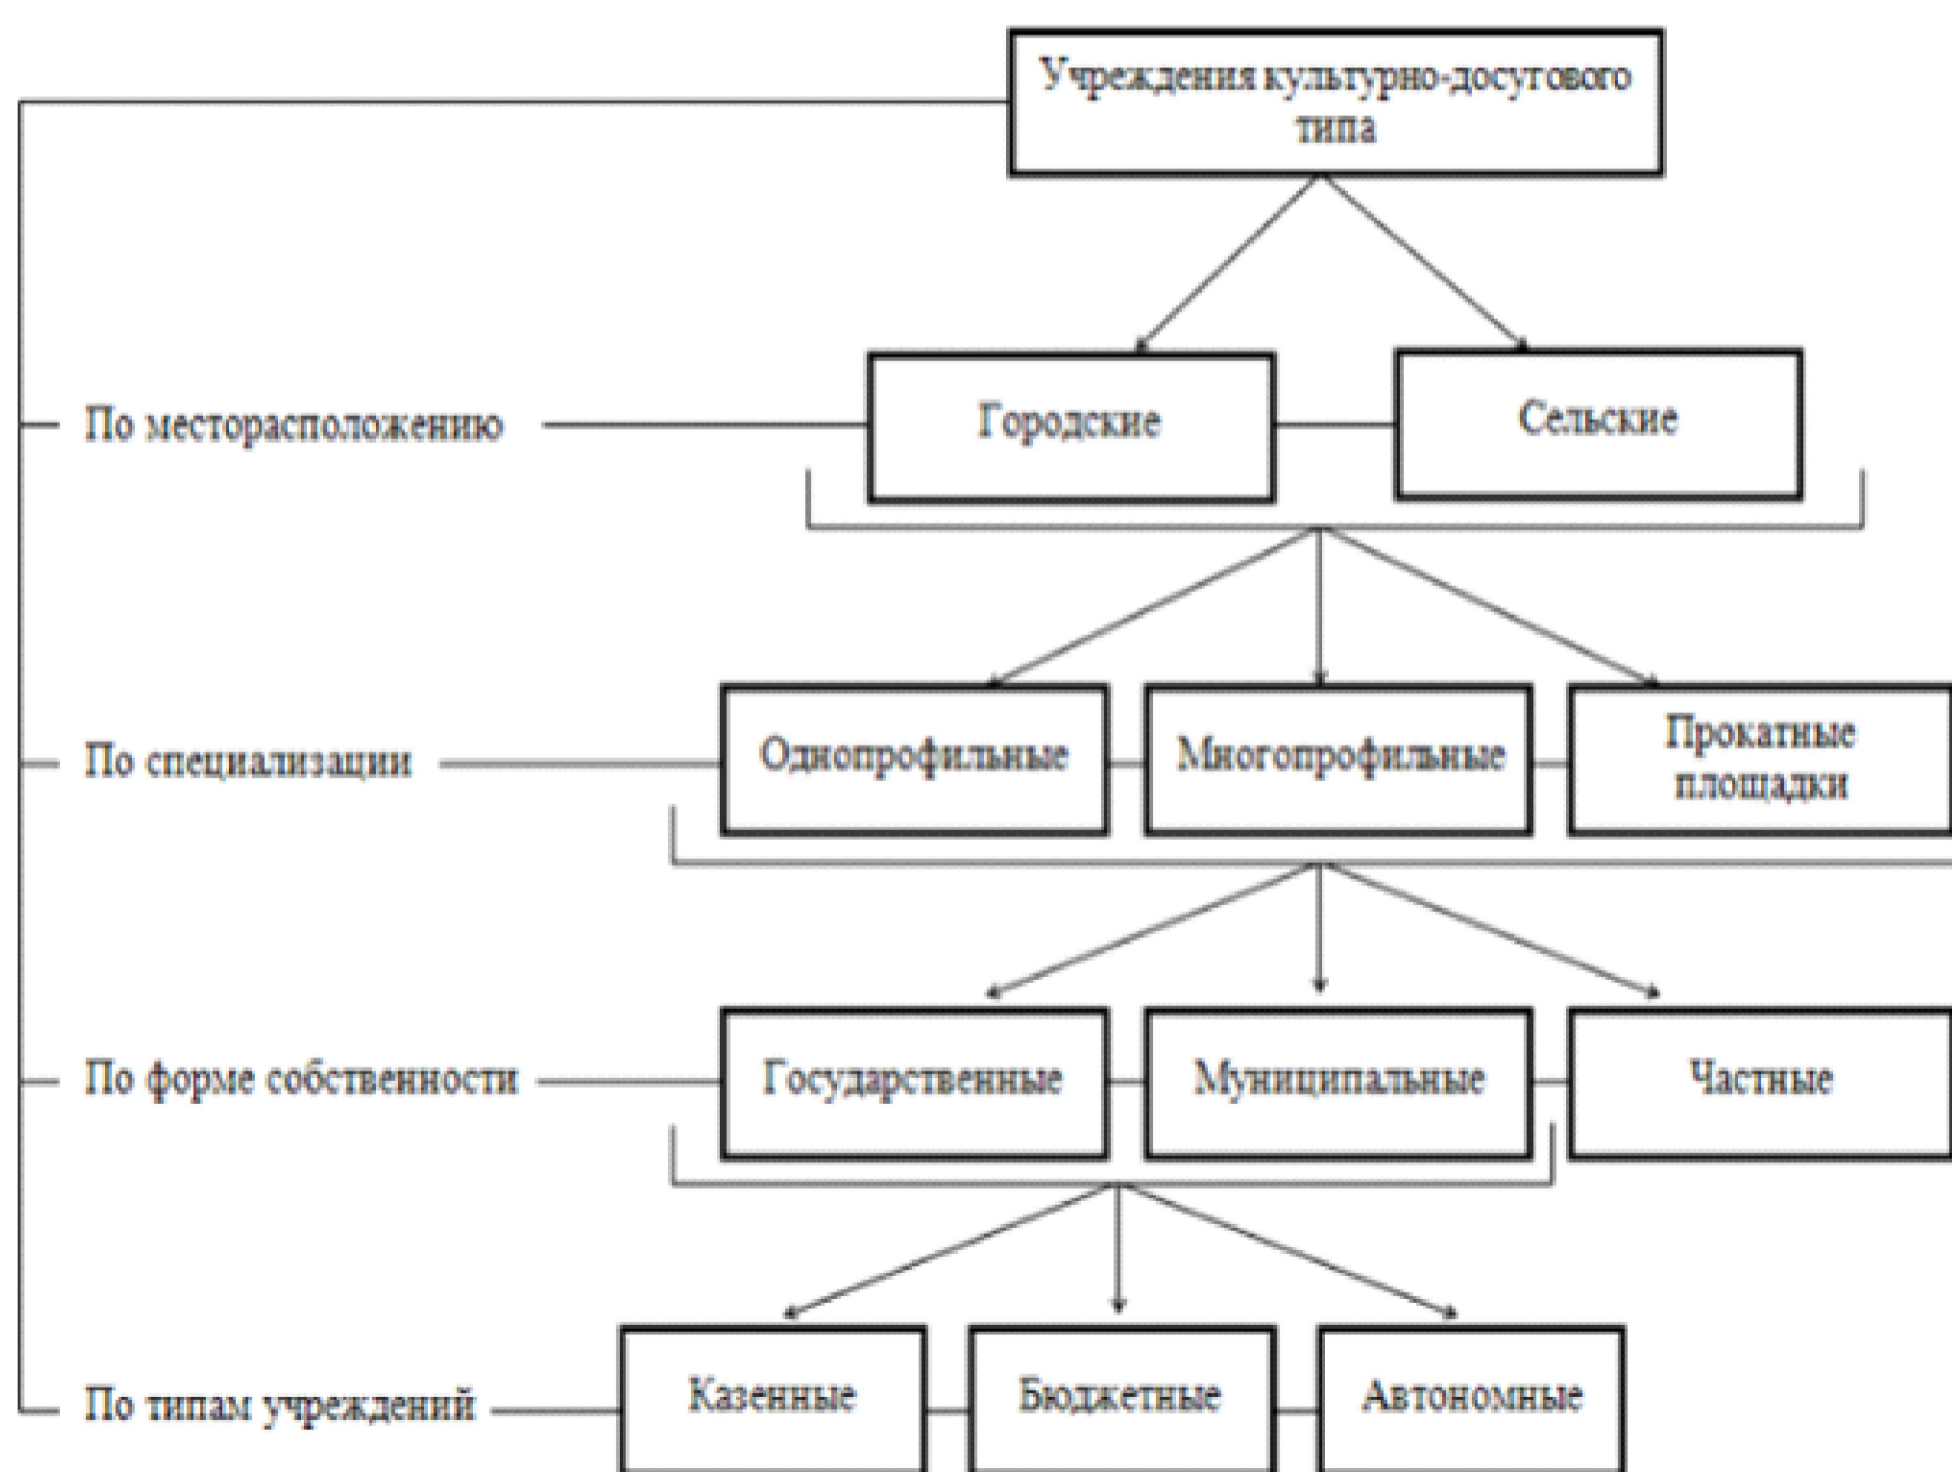 Учреждения культурно-досугового
типа
По месторасположению
Городские
Сельские
По специализации
Однопрофильные
Многопрофильные
Прокатные
площадки
По форме собственности
Государственные
Муниципальные
Частные
По типам учреждений
Казенные
Бюджетные
Автономные